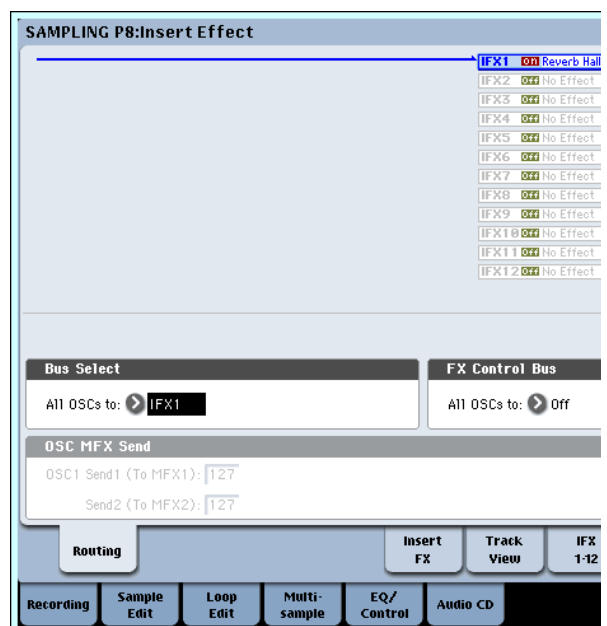 SAMPLING P8:Insert Effect
IFX1 On Reverb Hall
IFX2 Off No Effect
IFX3 Off No Effect
IFX4 Off No Effect
IFX5 Off No Effect
IFX6 Off No Effect
IFX7 Off No Effect
IFX8 Off No Effect
IFX9 Off No Effect
IFX10 Off No Effect
IFX11 Off No Effect
IFX12 Off No Effect
Bus Select
All OSCs to: IFX1
FX Control Bus
All OSCs to: Off
OSC MFX Send
OSC1 Send1 (To MFX1): 127
Send2 (To MFX2): 127
Routing
Insert
FX
Track
View
IFX
1-12
Recording
Sample
Edit
Loop
Edit
Multi-
sample
EQ/
Control
Audio CD